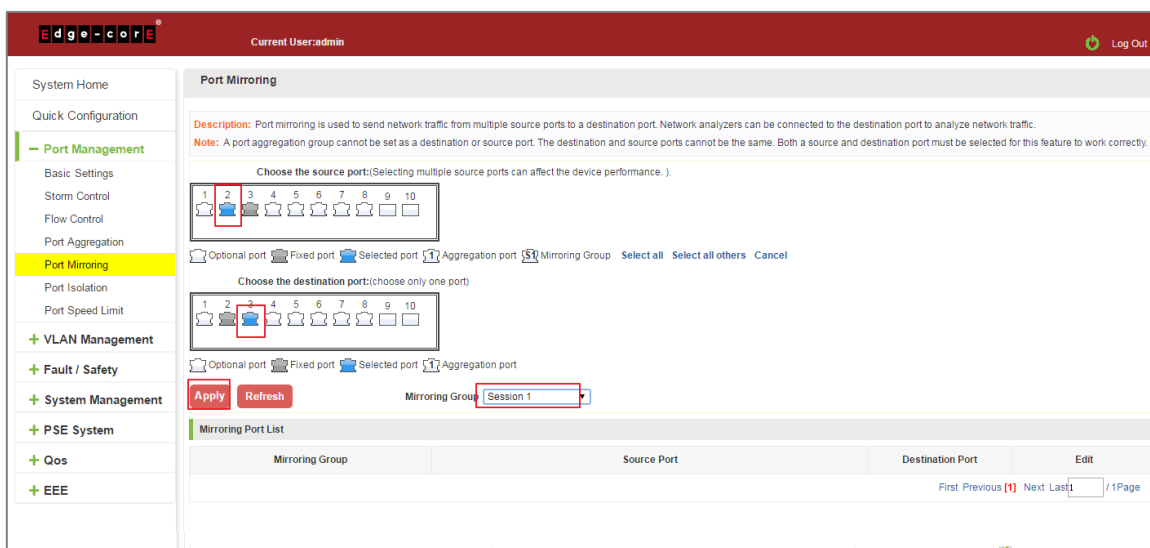 Edge-corE®
Current User:admin
Log Out
System Home
Quick Configuration
− Port Management
Basic Settings
Storm Control
Flow Control
Port Aggregation
Port Mirroring
Port Isolation
Port Speed Limit
+ VLAN Management
+ Fault / Safety
+ System Management
+ PSE System
+ Qos
+ EEE
Port Mirroring
Description: Port mirroring is used to send network traffic from multiple source ports to a destination port. Network analyzers can be connected to the destination port to analyze network traffic.
Note: A port aggregation group cannot be set as a destination or source port. The destination and source ports cannot be the same. Both a source and destination port must be selected for this feature to work correctly.
Choose the source port:(Selecting multiple source ports can affect the device performance. ).
1 2 3 4 5 6 7 8 9 10
Optional port Fixed port Selected port 1 Aggregation port S1 Mirroring Group Select all Select all others Cancel
Choose the destination port:(choose only one port)
1 2 3 4 5 6 7 8 9 10
Optional port Fixed port Selected port 1 Aggregation port
Apply Refresh Mirroring Group Session 1
Mirroring Port List
Mirroring Group Source Port Destination Port Edit
First Previous [1] Next Last 1 / 1Page